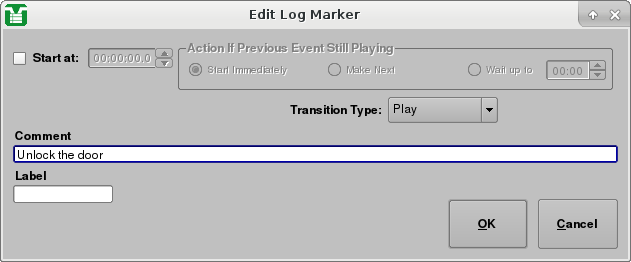 Edit Log Marker
Action If Previous Event Still Playing
Start at: 00:00:00.0 Start Immediately Make Next Wait up to 00:00
Transition Type: Play
Comment
Unlock the door
Label
OK Cancel